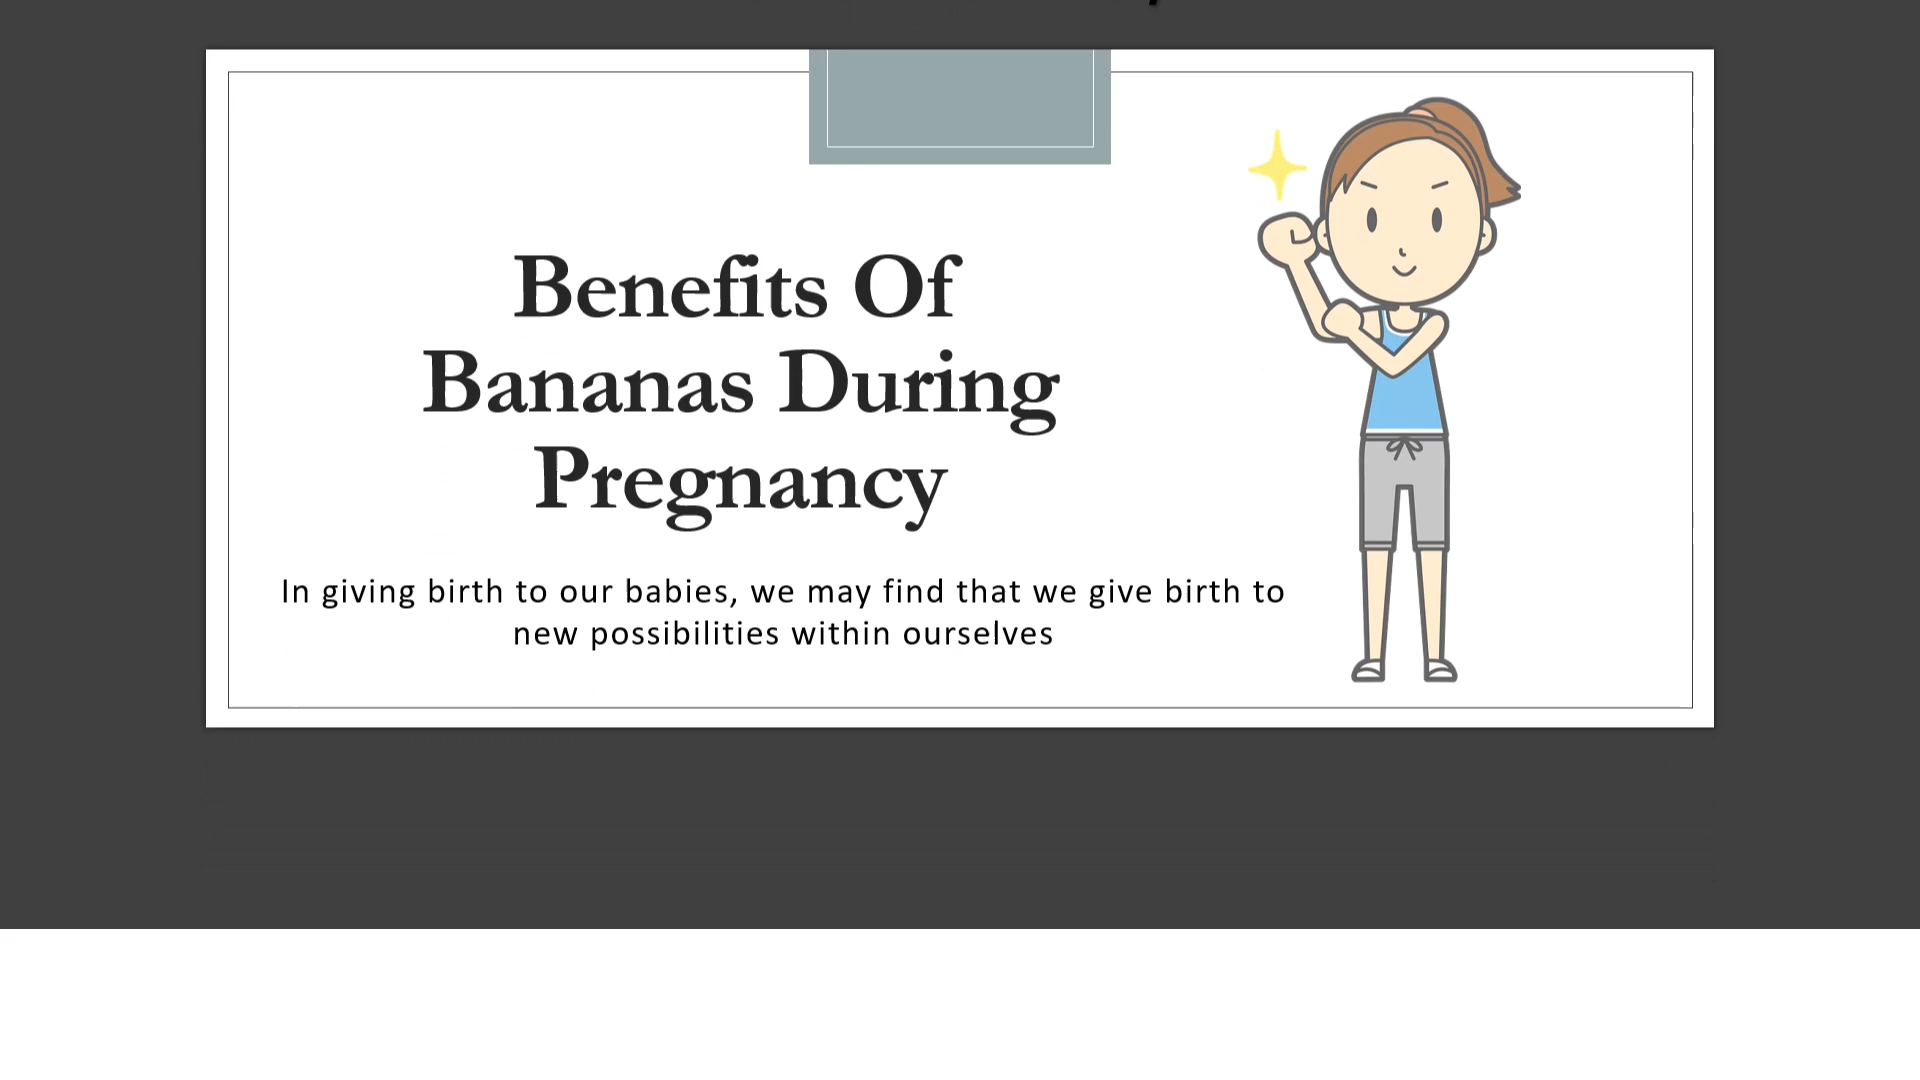 Benefits Of
Bananas During
Pregnancy
In giving birth to our babies, we may find that we give birth to
new possibilities within ourselves